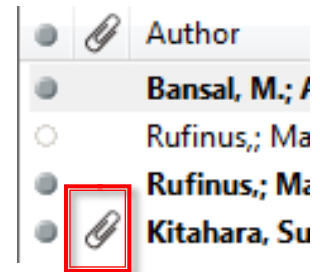 Author
Bansal, M.;
Rufinus,; Ma
Rufinus,; Ma
Kitahara, Su